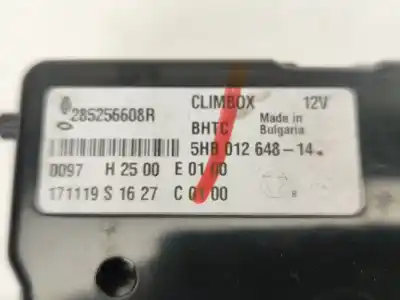 285256608R CLIMBOX 12V
BHTC Made in
Bulgaria
5HB 012 648-14
0097 H 25 00 E 01 00
171119 S 16 27 C 01 00